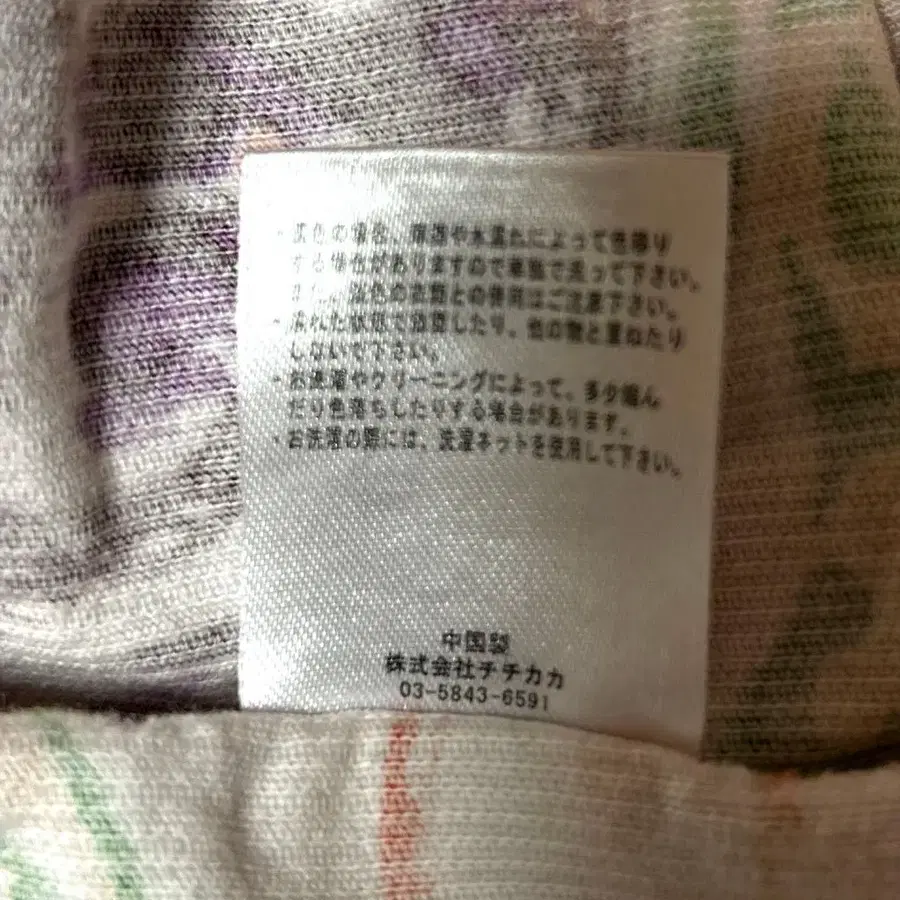 ・濃色の場合、摩擦や水濡れによって色移り
する場合がありますので単独で洗って下さい。
また、淡色の衣類との併用はご注意下さい。
・濡れた状態で放置したり、他の物と重ねたり
しないで下さい。
・お洗濯やクリーニングによって、多少縮ん
だり色落ちしたりする場合があります。
・お洗濯の際には、洗濯ネットを使用して下さい。
中国製
株式会社チチカカ
03-5843-6591